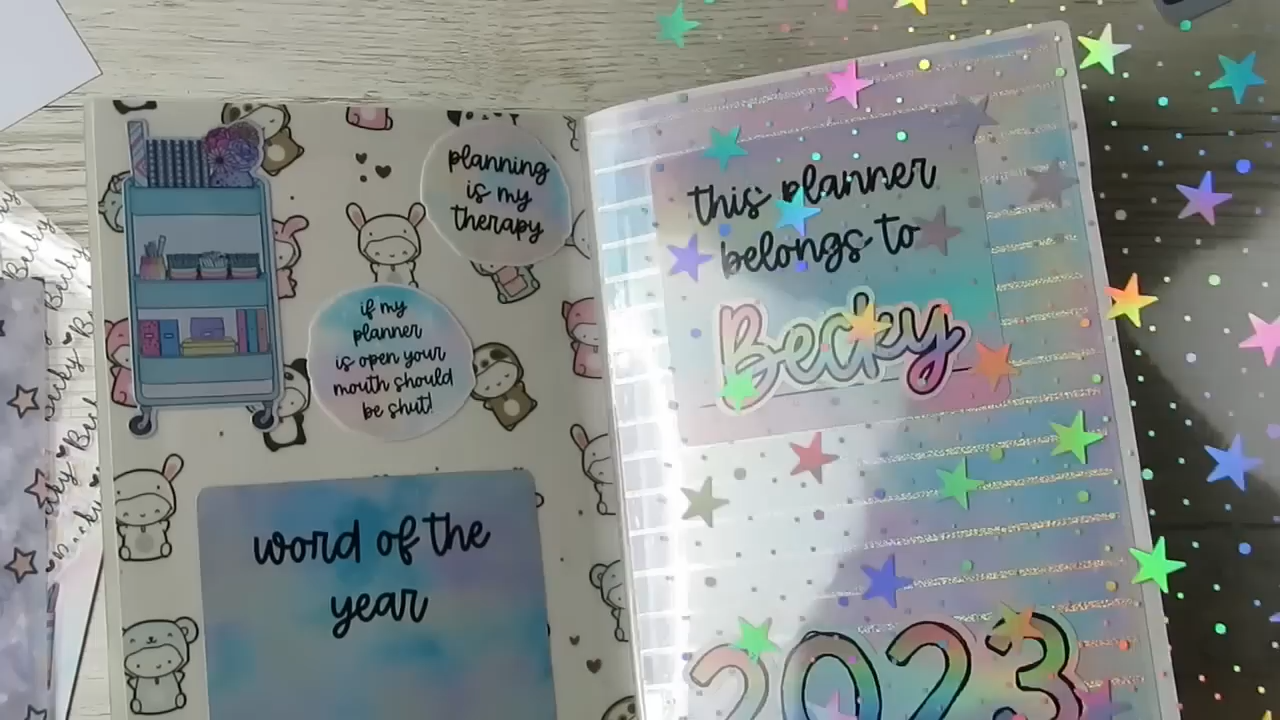 planning
is my
therapy
if my
planner
is open your
mouth should
be shut!
word of the
year
this planner
belongs to
Becky
2023